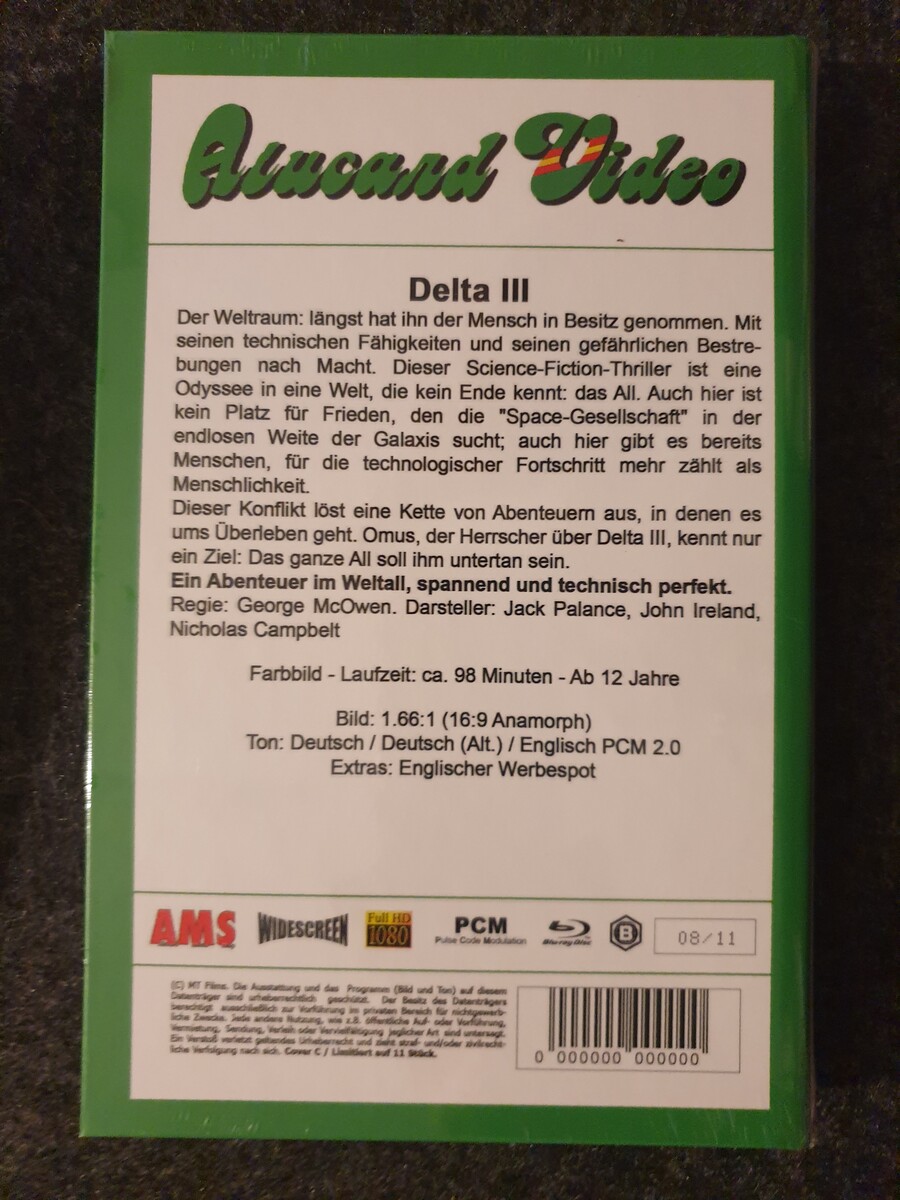 Alucard Video
Delta III
Der Weltraum: längst hat ihn der Mensch in Besitz genommen. Mit
seinen technischen Fähigkeiten und seinen gefährlichen Bestre-
bungen nach Macht. Dieser Science-Fiction-Thriller ist eine
Odyssee in eine Welt, die kein Ende kennt: das All. Auch hier ist
kein Platz für Frieden, den die "Space-Gesellschaft" in der
endlosen Weite der Galaxis sucht; auch hier gibt es bereits
Menschen, für die technologischer Fortschritt mehr zählt als
Menschlichkeit.
Dieser Konflikt löst eine Kette von Abenteuern aus, in denen es
ums Überleben geht. Omus, der Herrscher über Delta III, kennt nur
ein Ziel: Das ganze All soll ihm untertan sein.
Ein Abenteuer im Weltall, spannend und technisch perfekt.
Regie: George McOwen. Darsteller: Jack Palance, John Ireland,
Nicholas Campbelt
Farbbild - Laufzeit: ca. 98 Minuten - Ab 12 Jahre
Bild: 1.66:1 (16:9 Anamorph)
Ton: Deutsch / Deutsch (Alt.) / Englisch PCM 2.0
Extras: Englischer Werbespot
AMS WIDESCREEN Full HD 1080 PCM Pulse Code Modulation Blu-ray Disc B 08/11
(C) MT Films. Die Ausstattung und das Programm (Bild und Ton) auf diesem
Datenträger sind urheberrechtlich geschützt. Der Besitz des Datenträgers
berechtigt ausschließlich zur Vorführung im privaten Bereich für nichtgewerb-
liche Zwecke. Jede andere Nutzung, wie z.B. öffentliche Auf- oder Vorführung,
Vermietung, Sendung, Verleih oder Vervielfältigung jeglicher Art sind untersagt.
Ein Verstoß verletzt geltendes Urheberrecht und zieht straf- und/oder zivilrecht-
liche Verfolgung nach sich. Cover C / Limitiert auf 11 Stück.
0 000000 000000